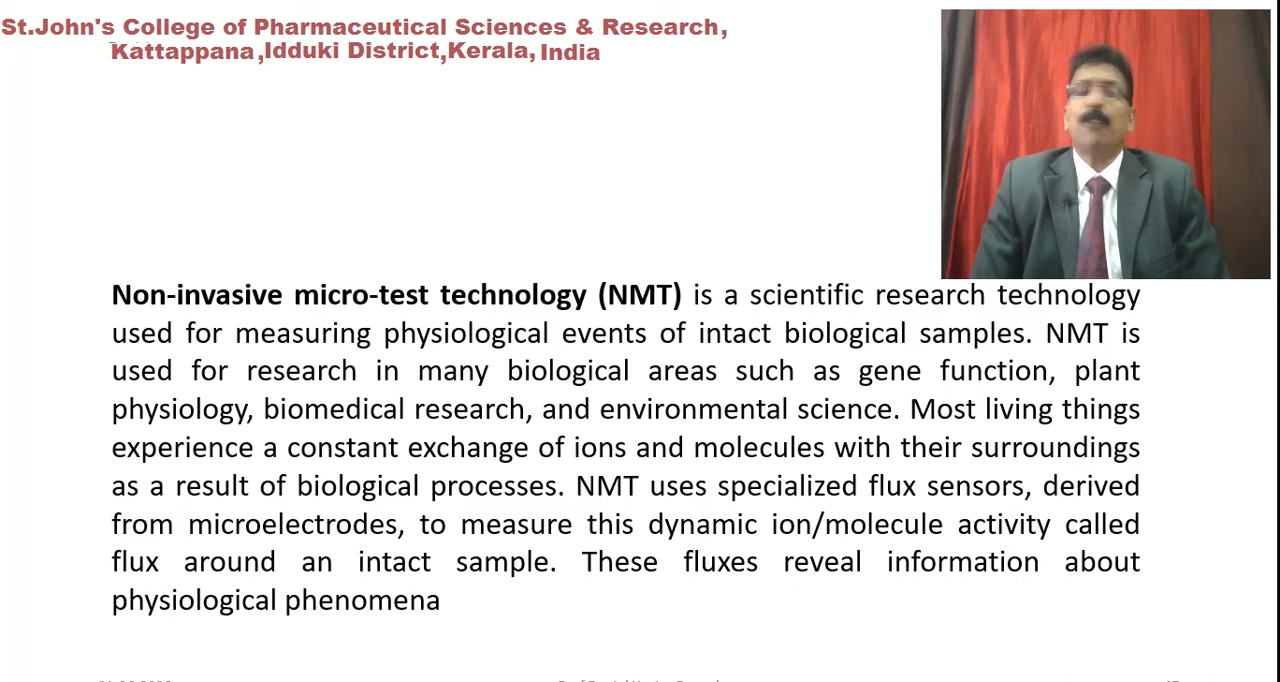 St.John's College of Pharmaceutical Sciences & Research,
Kattappana,Idduki District,Kerala, India
Non-invasive micro-test technology (NMT) is a scientific research technology
used for measuring physiological events of intact biological samples. NMT is
used for research in many biological areas such as gene function, plant
physiology, biomedical research, and environmental science. Most living things
experience a constant exchange of ions and molecules with their surroundings
as a result of biological processes. NMT uses specialized flux sensors, derived
from microelectrodes, to measure this dynamic ion/molecule activity called
flux around an intact sample. These fluxes reveal information about
physiological phenomena